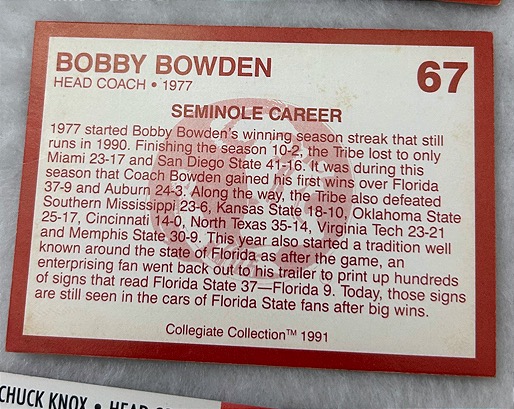 BOBBY BOWDEN
67
HEAD COACH • 1977
SEMINOLE CAREER
1977 started Bobby Bowden's winning season streak that still
runs in 1990. Finishing the season 10-2, the Tribe lost to only
Miami 23-17 and San Diego State 41-16. It was during this
season that Coach Bowden gained his first wins over Florida
37-9 and Auburn 24-3. Along the way, the Tribe also defeated
Southern Mississippi 23-6, Kansas State 18-10, Oklahoma State
25-17, Cincinnati 14-0, North Texas 35-14, Virginia Tech 23-21
and Memphis State 30-9. This year also started a tradition well
known around the state of Florida as after the game, an
enterprising fan went back out to his trailer to print up hundreds
of signs that read Florida State 37—Florida 9. Today, those signs
are still seen in the cars of Florida State fans after big wins.
Collegiate Collection™ 1991
CHUCK KNOX • HEAD